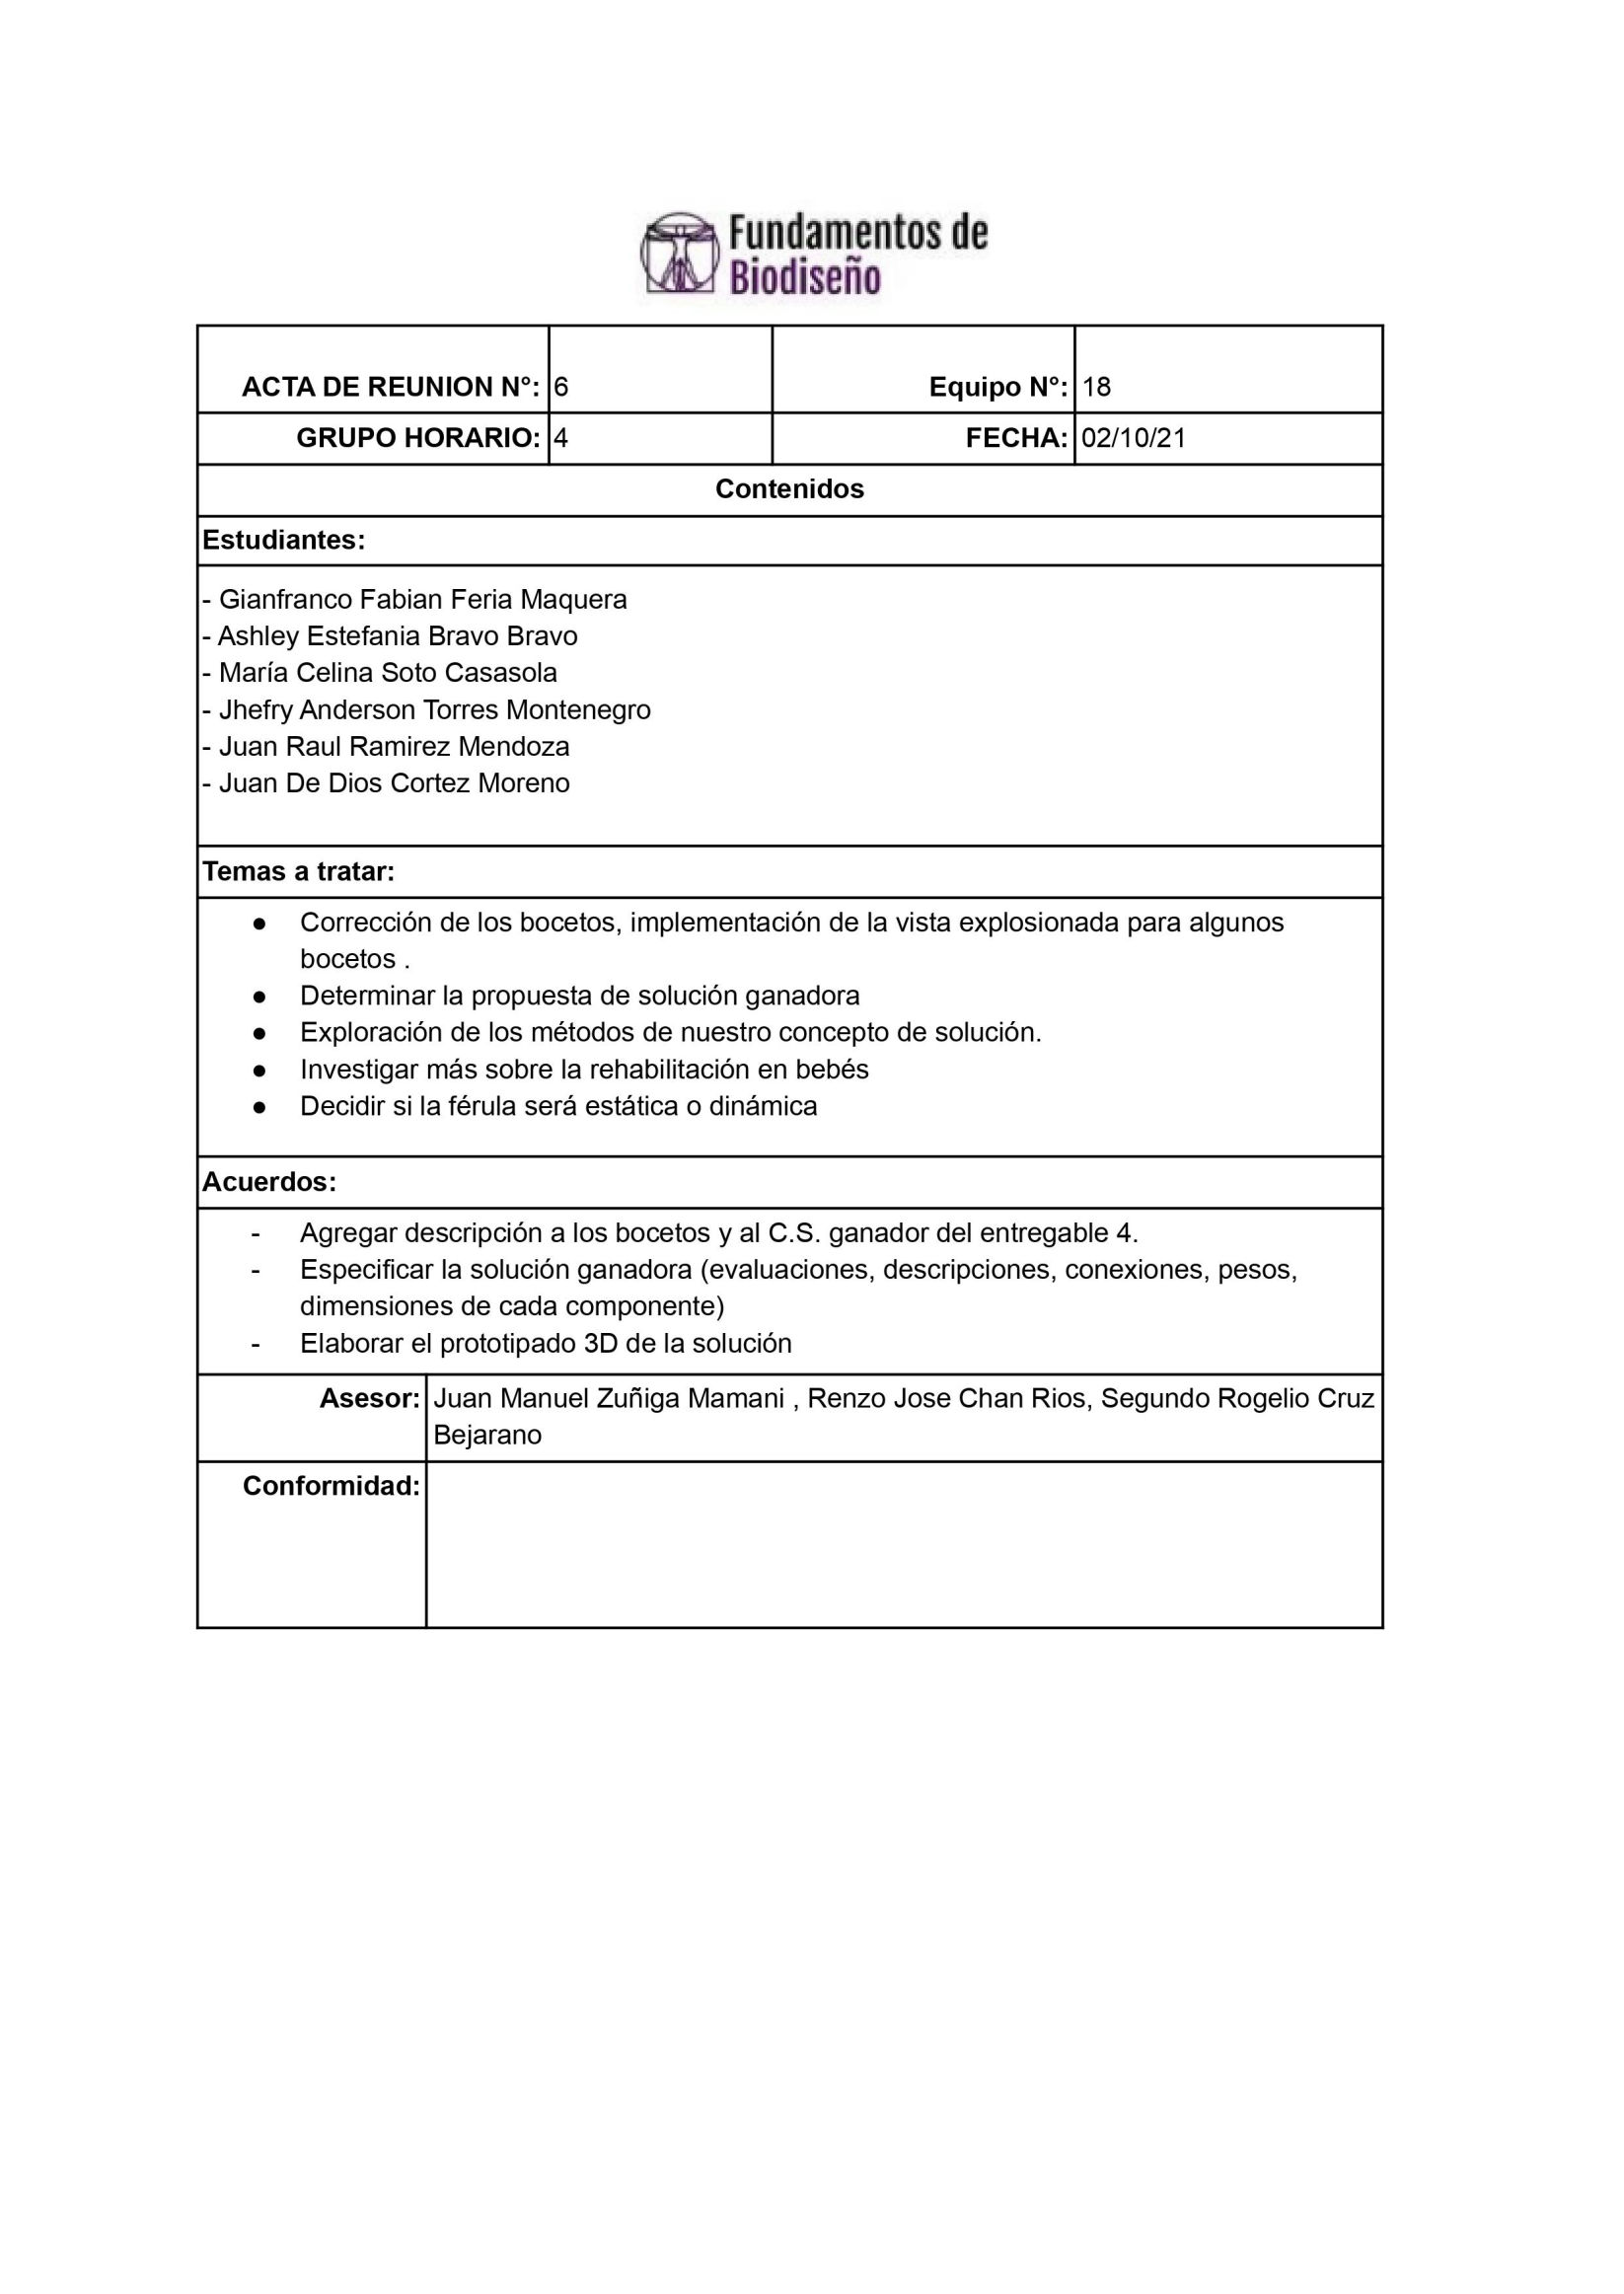 Fundamentos de
Biodiseño
ACTA DE REUNION N°: 6 Equipo N°: 18
GRUPO HORARIO: 4 FECHA: 02/10/21
Contenidos
Estudiantes:
- Gianfranco Fabian Feria Maquera
- Ashley Estefania Bravo Bravo
- María Celina Soto Casasola
- Jhefry Anderson Torres Montenegro
- Juan Raul Ramirez Mendoza
- Juan De Dios Cortez Moreno
Temas a tratar:
● Corrección de los bocetos, implementación de la vista explosionada para algunos
bocetos .
● Determinar la propuesta de solución ganadora
● Exploración de los métodos de nuestro concepto de solución.
● Investigar más sobre la rehabilitación en bebés
● Decidir si la férula será estática o dinámica
Acuerdos:
- Agregar descripción a los bocetos y al C.S. ganador del entregable 4.
- Especificar la solución ganadora (evaluaciones, descripciones, conexiones, pesos,
dimensiones de cada componente)
- Elaborar el prototipado 3D de la solución
Asesor: Juan Manuel Zuñiga Mamani , Renzo Jose Chan Rios, Segundo Rogelio Cruz
Bejarano
Conformidad: